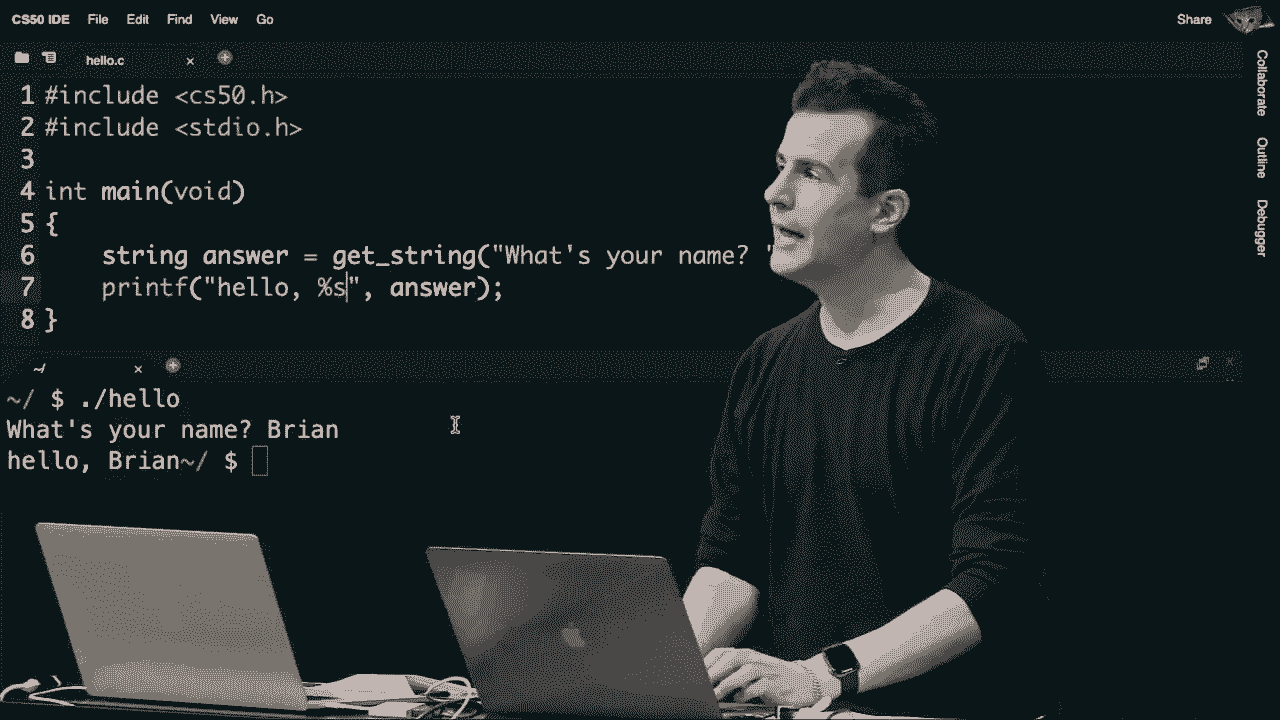 CS50 IDE File Edit Find View Go Share
hello.c
1 #include <cs50.h>
2 #include <stdio.h>
3
4 int main(void)
5 {
6     string answer = get_string("What's your name? "
7     printf("hello, %s", answer);
8 }
~/ $ ./hello
What's your name? Brian
hello, Brian~/ $
Collaborate
Outline
Debugger